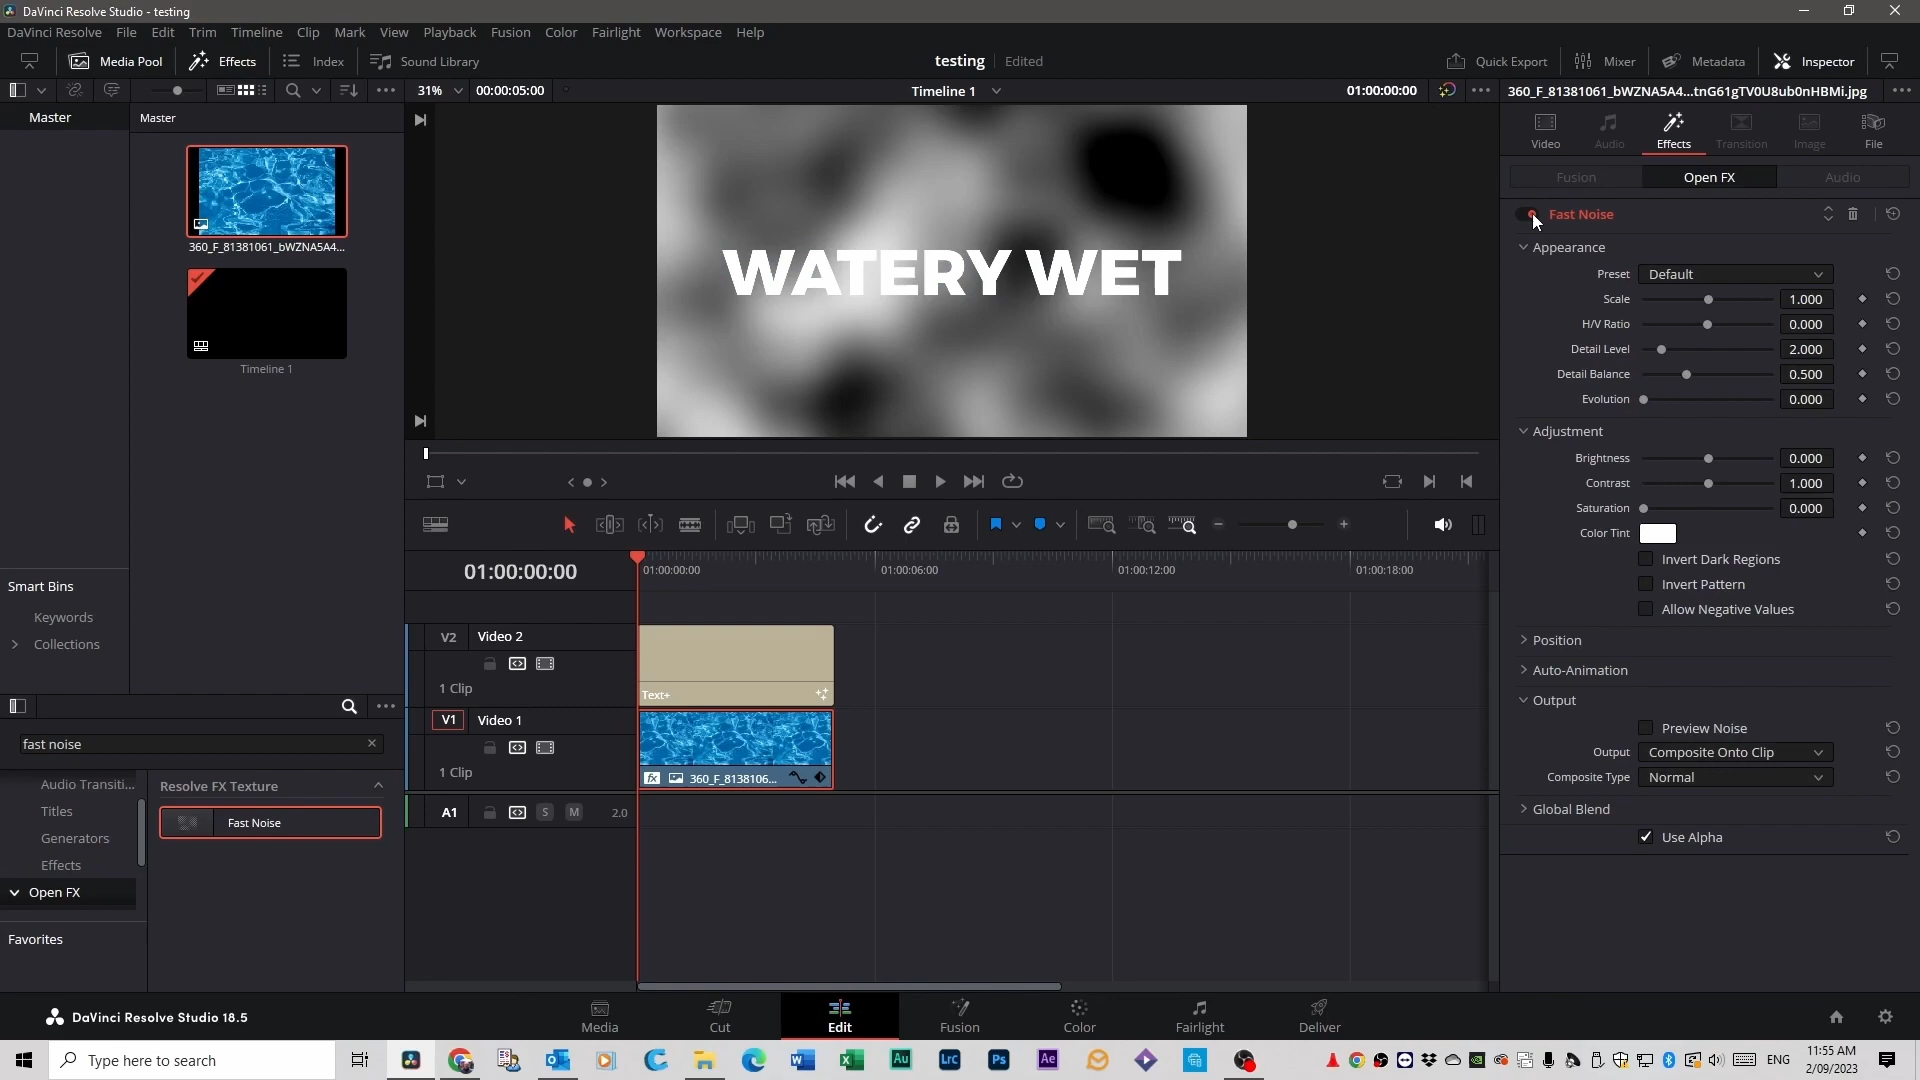 DaVinci Resolve Studio - testing
DaVinci Resolve File Edit Trim Timeline Clip Mark View Playback Fusion Color Fairlight Workspace Help
Media Pool Effects Index Sound Library testing Edited Quick Export Mixer Metadata Inspector
31% 00:00:05:00 Timeline 1 01:00:00:00 360_F_81381061_bWZNA5A4...tnG61gTV0U8ub0nHBMi.jpg
Master Master
Video Audio Effects Transition Image File
Fusion Open FX Audio
360_F_81381061_bWZNA5A4...
Timeline 1
WATERY WET
Fast Noise
Appearance
Preset Default
Scale 1.000
H/V Ratio 0.000
Detail Level 2.000
Detail Balance 0.500
Evolution 0.000
Adjustment
Brightness 0.000
Contrast 1.000
Saturation 0.000
Color Tint
Invert Dark Regions
Invert Pattern
Allow Negative Values
Position
Auto-Animation
Output
Preview Noise
Output Composite Onto Clip
Composite Type Normal
Global Blend
Use Alpha
01:00:00:00 01:00:00:00 01:00:06:00 01:00:12:00 01:00:18:00
Smart Bins
Keywords
Collections
V2 Video 2
1 Clip
Text+
V1 Video 1
1 Clip
fx 360_F_8138106...
A1 S M 2.0
fast noise
Audio Transiti...
Titles
Generators
Effects
Open FX
Favorites
Resolve FX Texture
Fast Noise
DaVinci Resolve Studio 18.5
Media Cut Edit Fusion Color Fairlight Deliver
Type here to search
Au Lrc Ps Ae
ENG
11:55 AM
2/09/2023